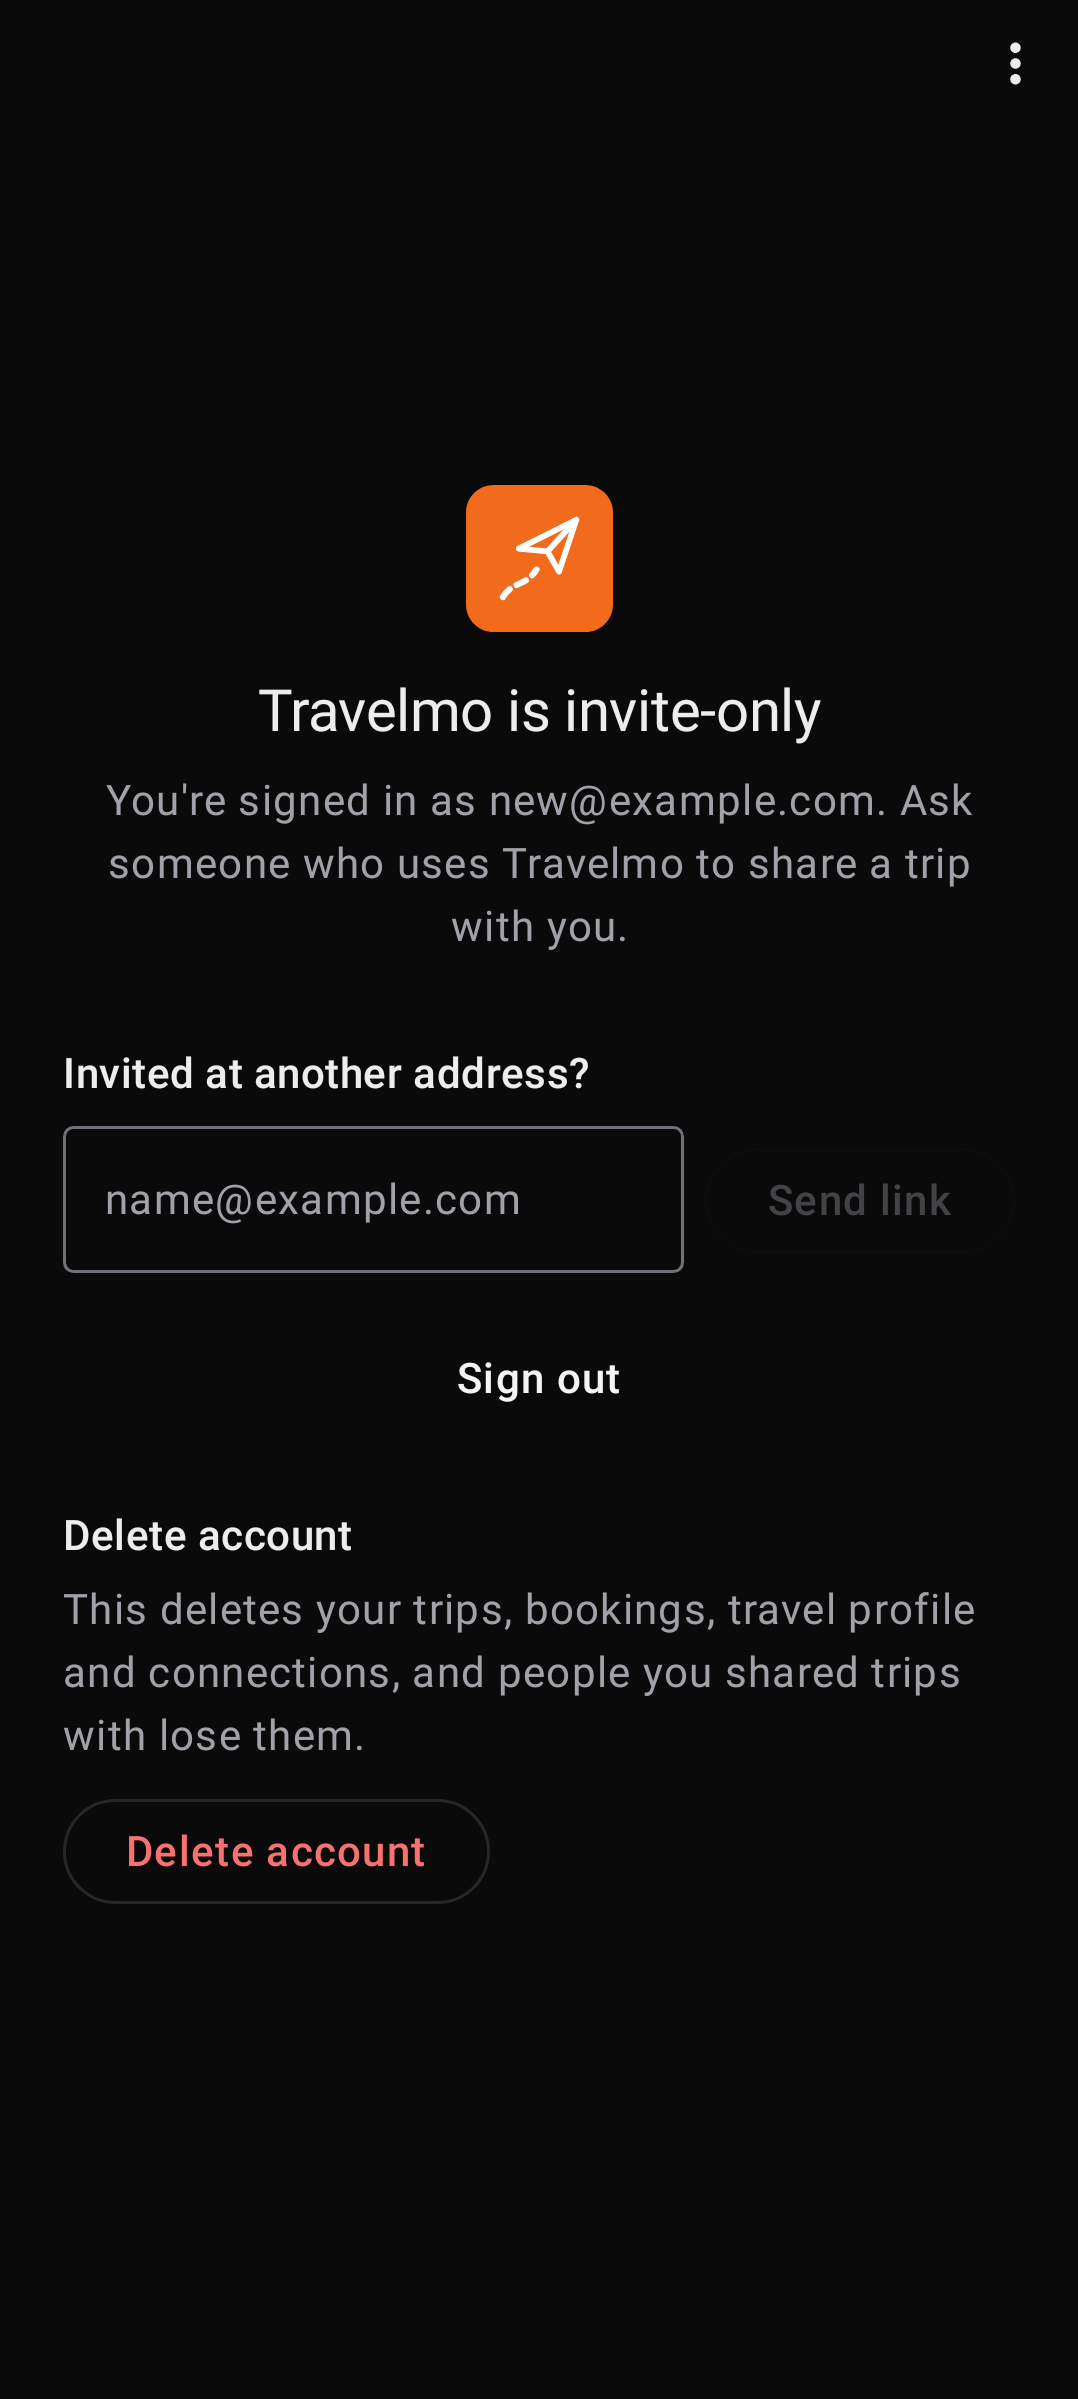 Travelmo is invite-only
You're signed in as new@example.com. Ask
someone who uses Travelmo to share a trip
with you.
Invited at another address?
name@example.com
Send link
Sign out
Delete account
This deletes your trips, bookings, travel profile
and connections, and people you shared trips
with lose them.
Delete account